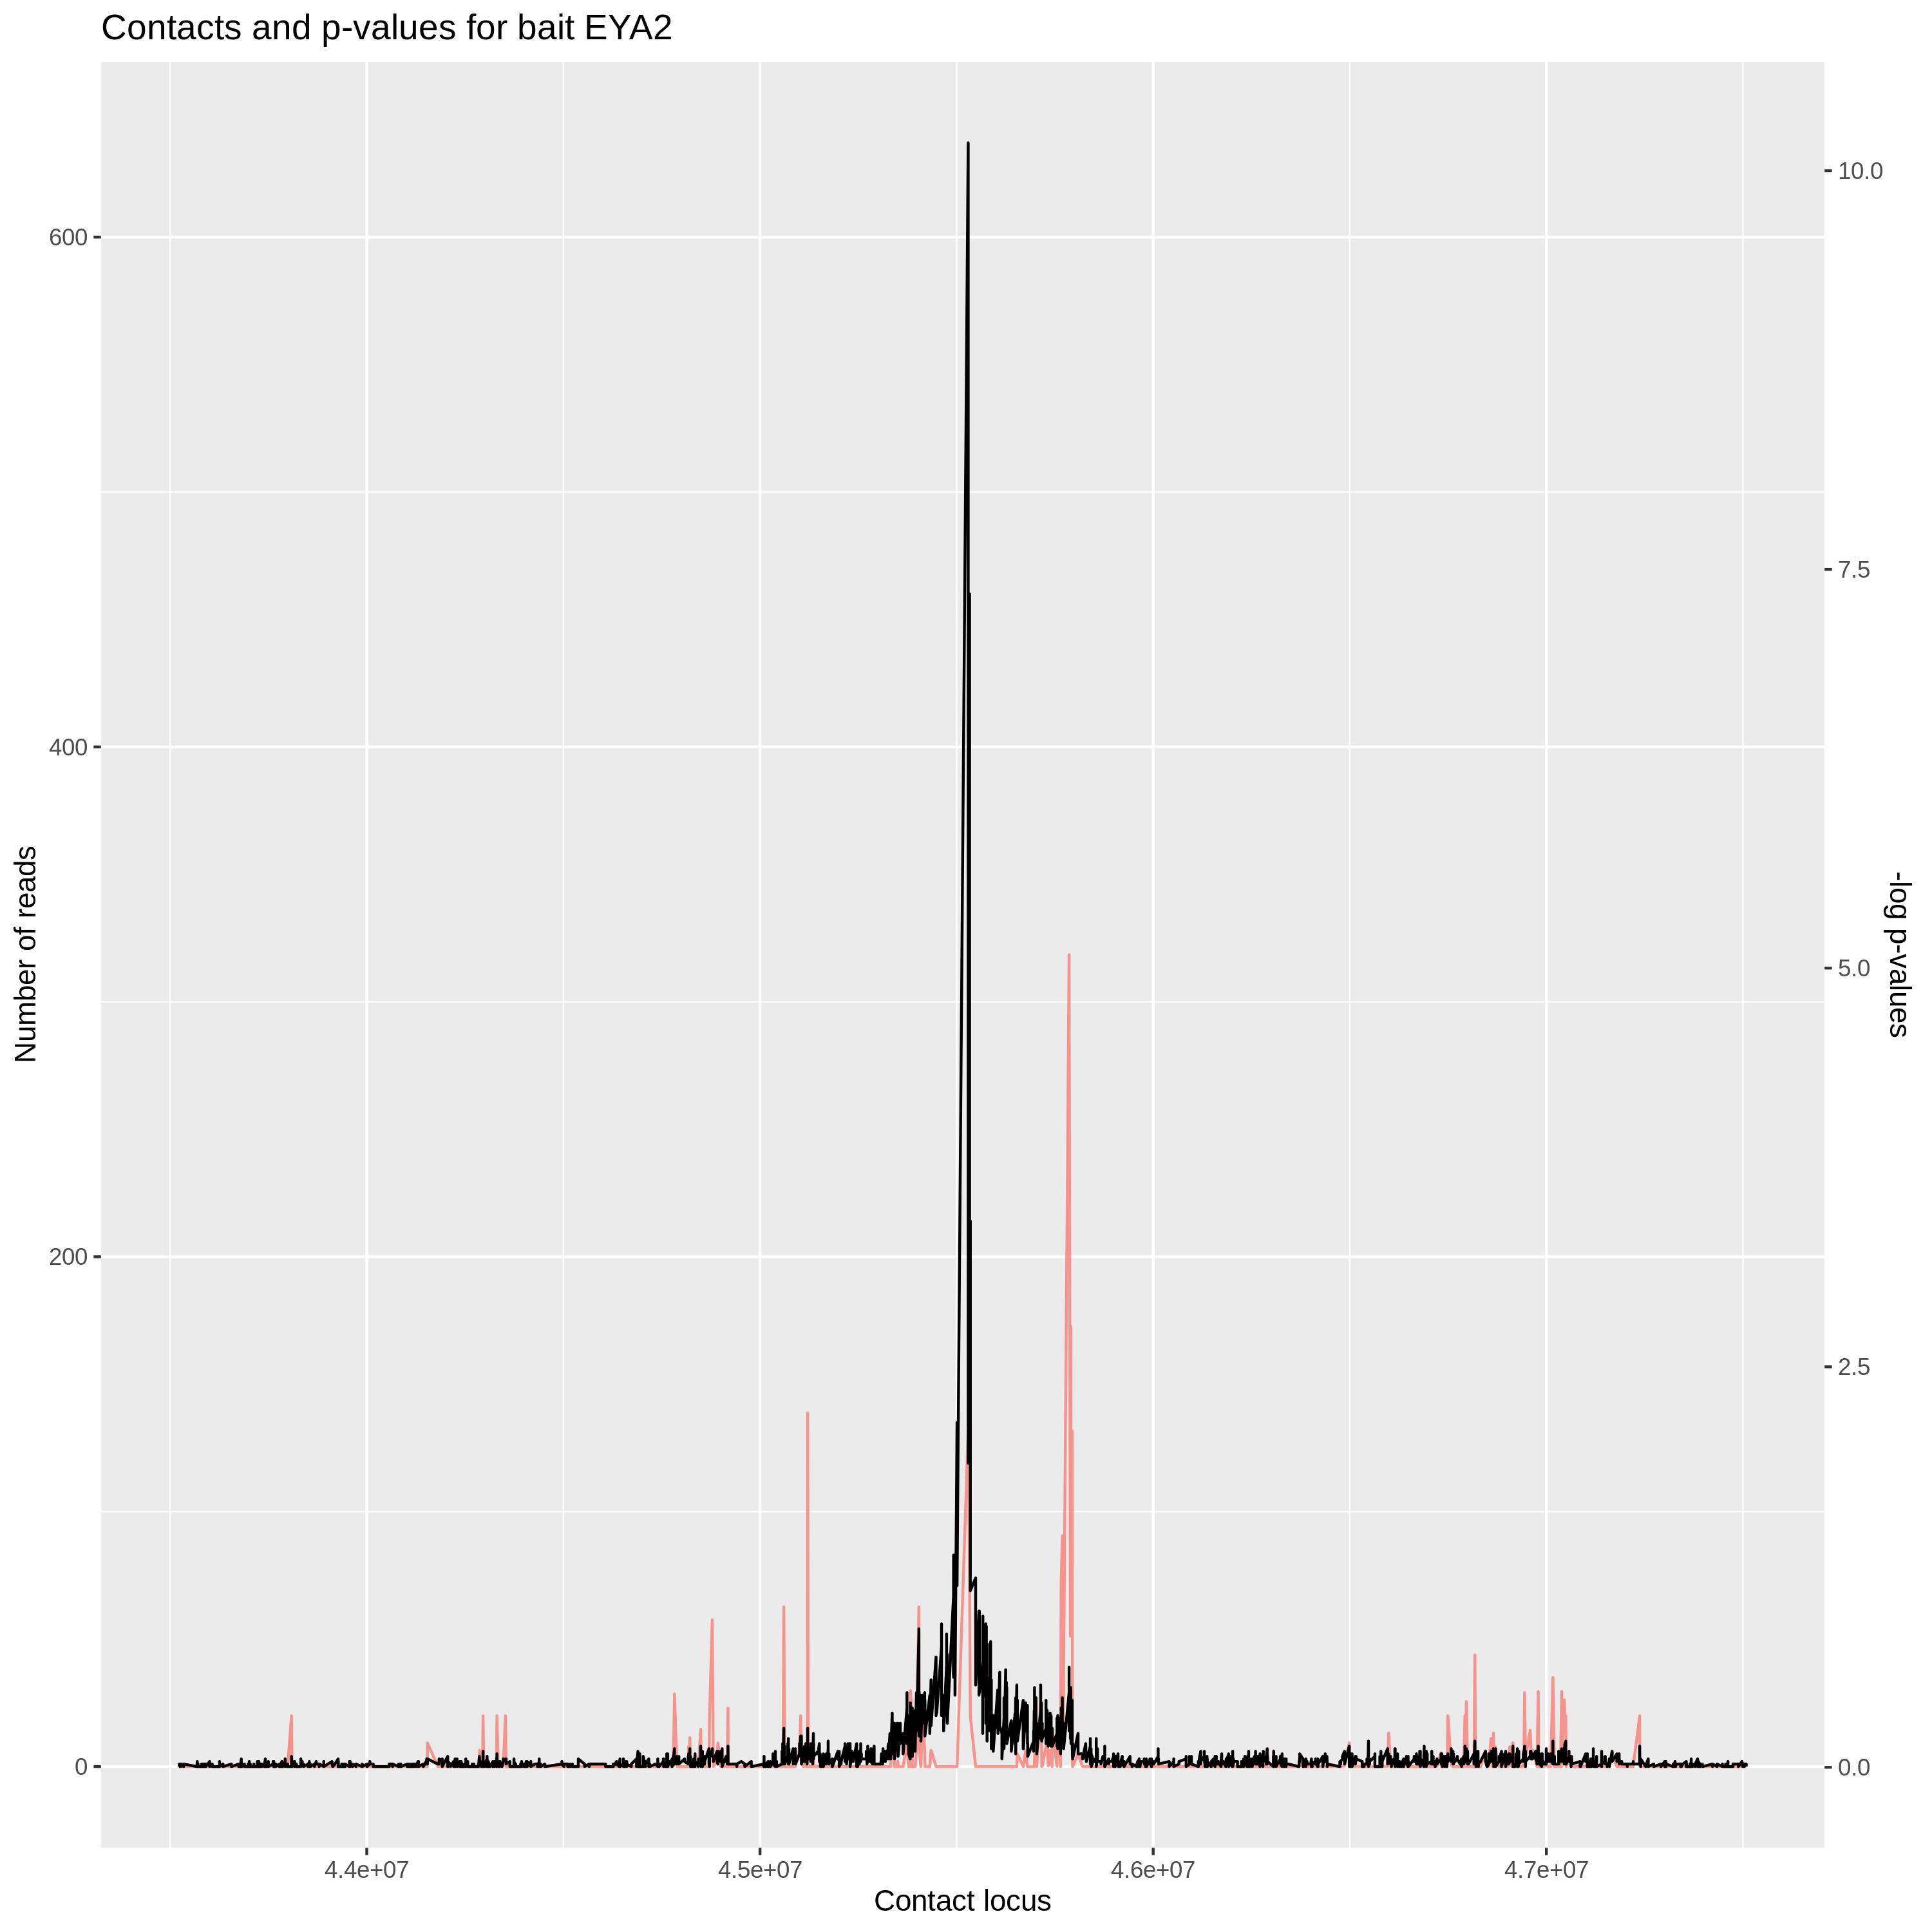 Contacts and p-values for bait EYA2
Number of reads
600
400
200
0
10.0
7.5
5.0
2.5
0.0
-log p-values
4.4e+07
4.5e+07
4.6e+07
4.7e+07
Contact locus